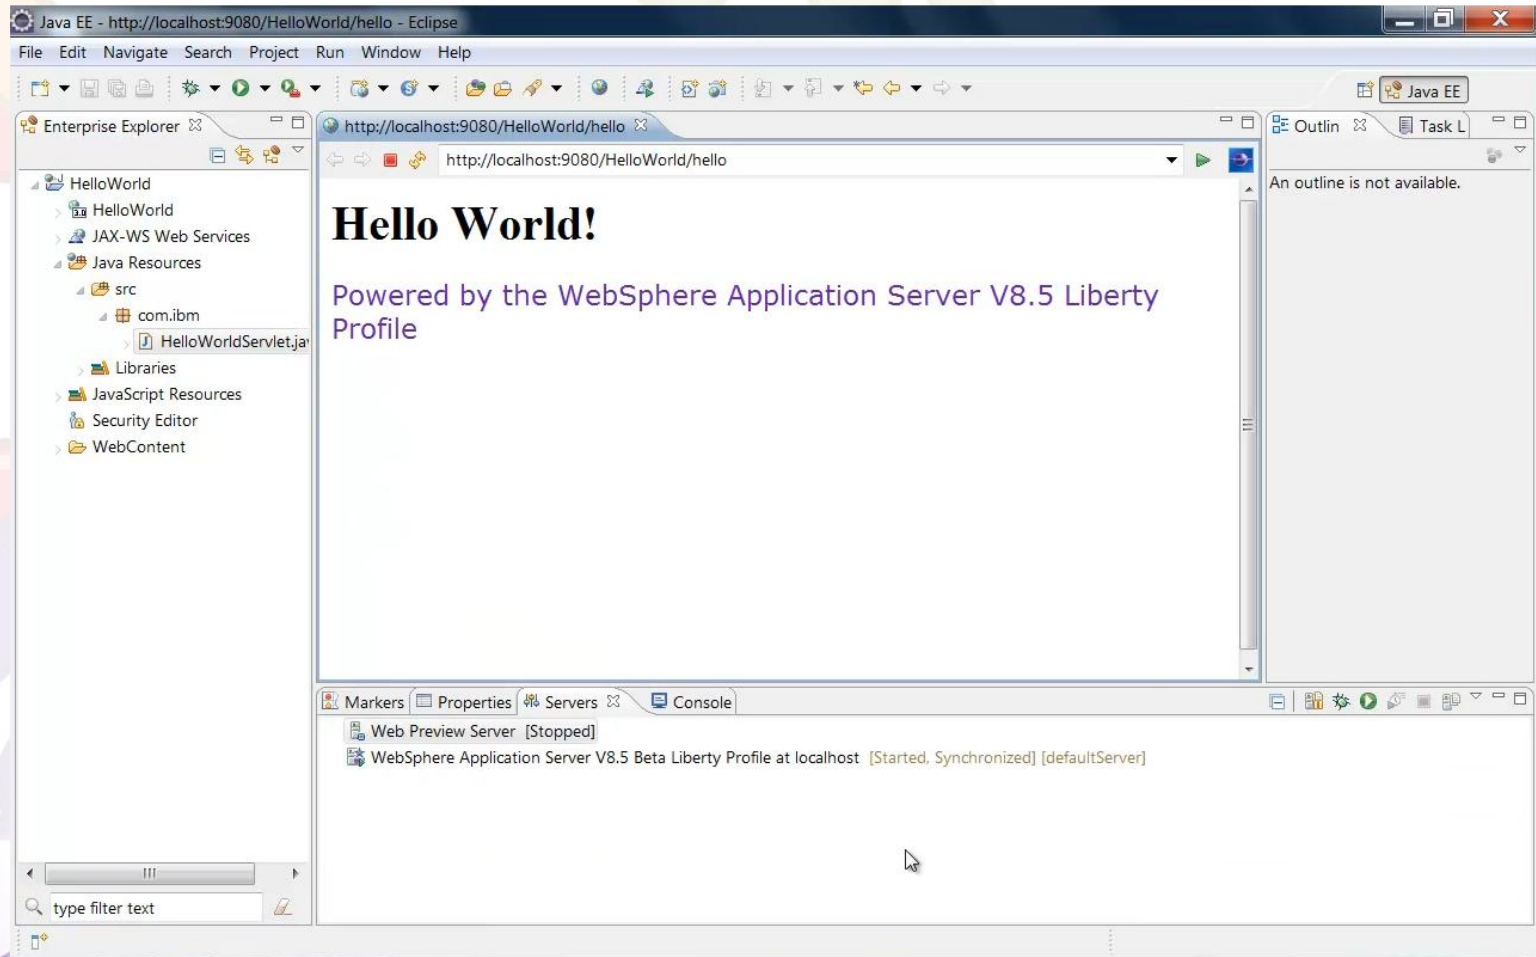 Java EE - http://localhost:9080/HelloWorld/hello - Eclipse
File Edit Navigate Search Project Run Window Help
Java EE
Enterprise Explorer
http://localhost:9080/HelloWorld/hello
Outlin
Task L
http://localhost:9080/HelloWorld/hello
An outline is not available.
HelloWorld
3.0 HelloWorld
JAX-WS Web Services
Java Resources
src
com.ibm
HelloWorldServlet.jav
Libraries
JavaScript Resources
Security Editor
WebContent
Hello World!
Powered by the WebSphere Application Server V8.5 Liberty
Profile
Markers Properties Servers Console
Web Preview Server [Stopped]
WebSphere Application Server V8.5 Beta Liberty Profile at localhost [Started, Synchronized] [defaultServer]
type filter text